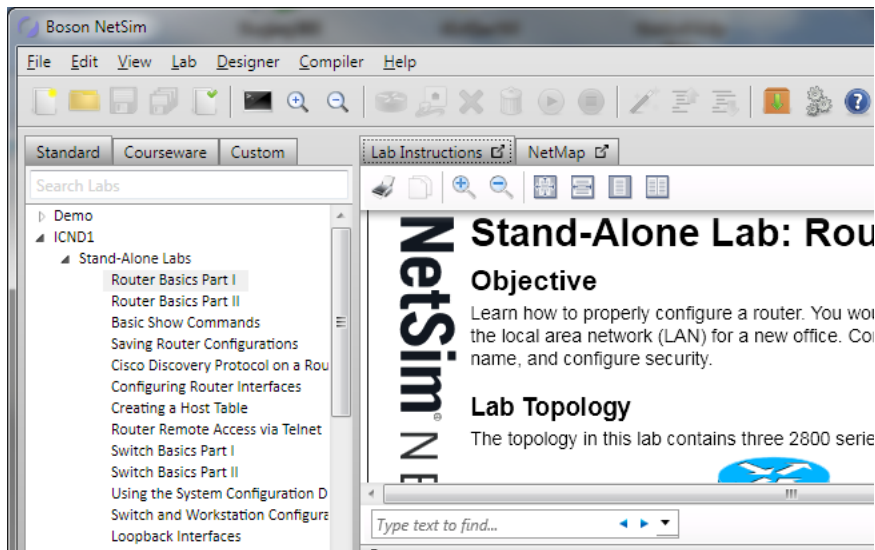 Boson NetSim
File Edit View Lab Designer Compiler Help
Standard Courseware Custom
Search Labs
Demo
ICND1
Stand-Alone Labs
Router Basics Part I
Router Basics Part II
Basic Show Commands
Saving Router Configurations
Cisco Discovery Protocol on a Rou
Configuring Router Interfaces
Creating a Host Table
Router Remote Access via Telnet
Switch Basics Part I
Switch Basics Part II
Using the System Configuration D
Switch and Workstation Configura
Loopback Interfaces
Lab Instructions NetMap
NetSim®
NE
Stand-Alone Lab: Rou
Objective
Learn how to properly configure a router. You wou
the local area network (LAN) for a new office. Co
name, and configure security.
Lab Topology
The topology in this lab contains three 2800 serie
Type text to find...